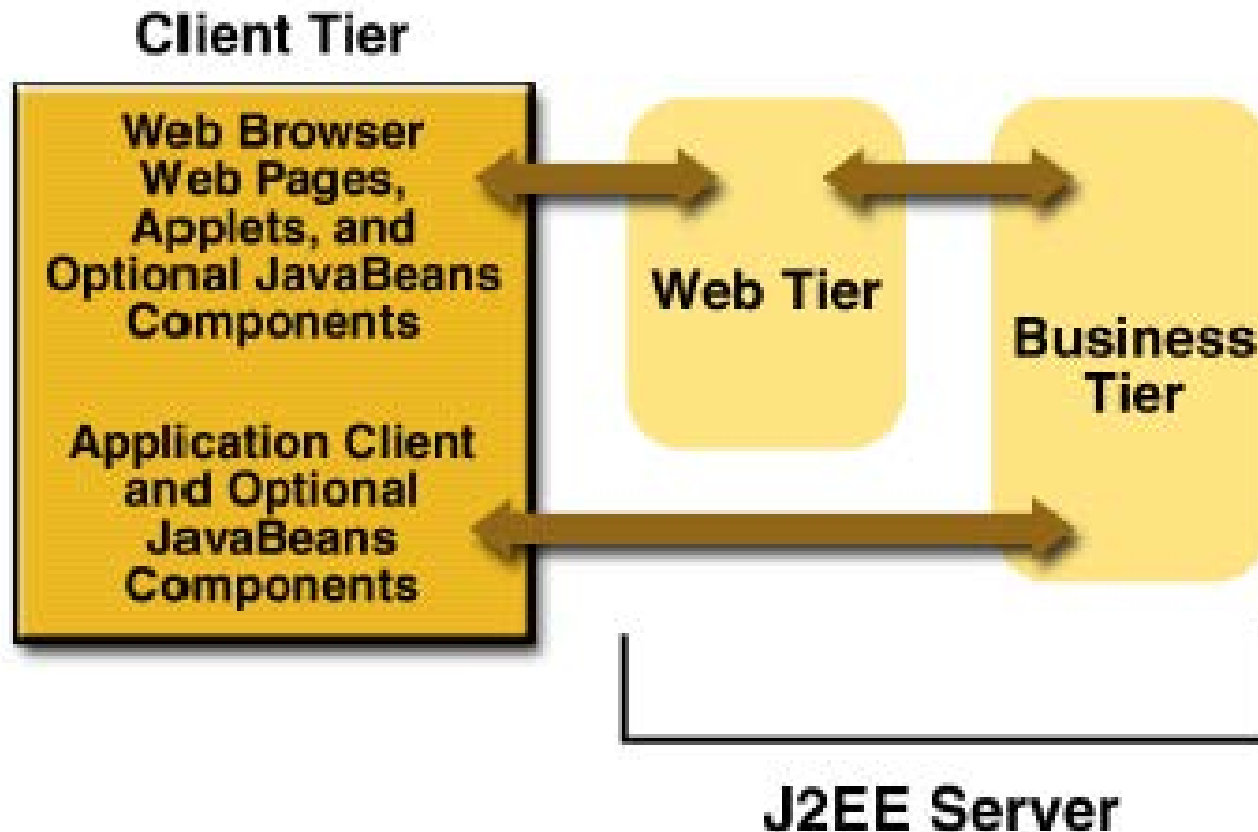 Client Tier
Web Browser
Web Pages,
Applets, and
Optional JavaBeans
Components
Application Client
and Optional
JavaBeans
Components
Web Tier
Business
Tier
J2EE Server